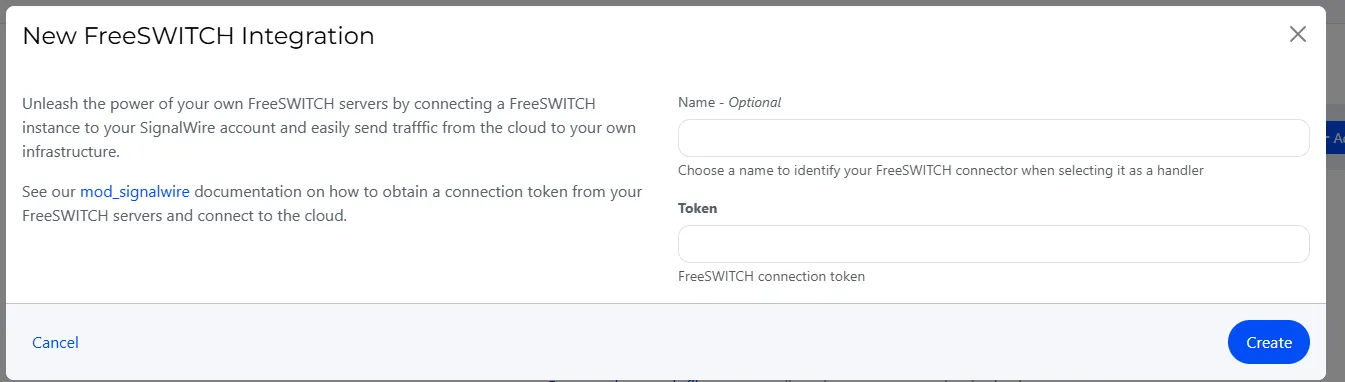 New FreeSWITCH Integration
Unleash the power of your own FreeSWITCH servers by connecting a FreeSWITCH
instance to your SignalWire account and easily send trafffic from the cloud to your own
infrastructure.
See our mod_signalwire documentation on how to obtain a connection token from your
FreeSWITCH servers and connect to the cloud.
Name - Optional
Choose a name to identify your FreeSWITCH connector when selecting it as a handler
Token
FreeSWITCH connection token
Cancel
Create